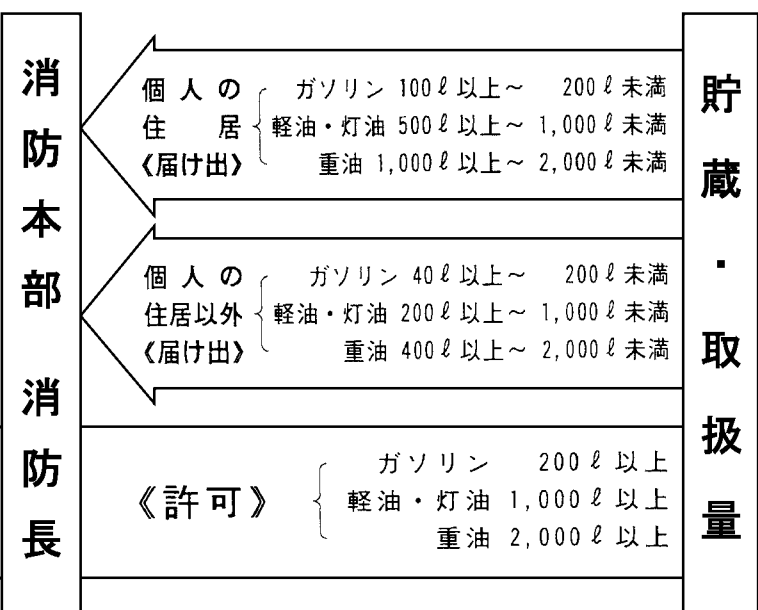 消防本部 消防長
個人の ガソリン 100ℓ以上～ 200ℓ未満
住居 軽油・灯油 500ℓ以上～ 1,000ℓ未満
《届け出》 重油 1,000ℓ以上～ 2,000ℓ未満
個人の ガソリン 40ℓ以上～ 200ℓ未満
住居以外 軽油・灯油 200ℓ以上～ 1,000ℓ未満
《届け出》 重油 400ℓ以上～ 2,000ℓ未満
ガソリン 200ℓ以上
《許可》 軽油・灯油 1,000ℓ以上
重油 2,000ℓ以上
貯蔵・取扱量